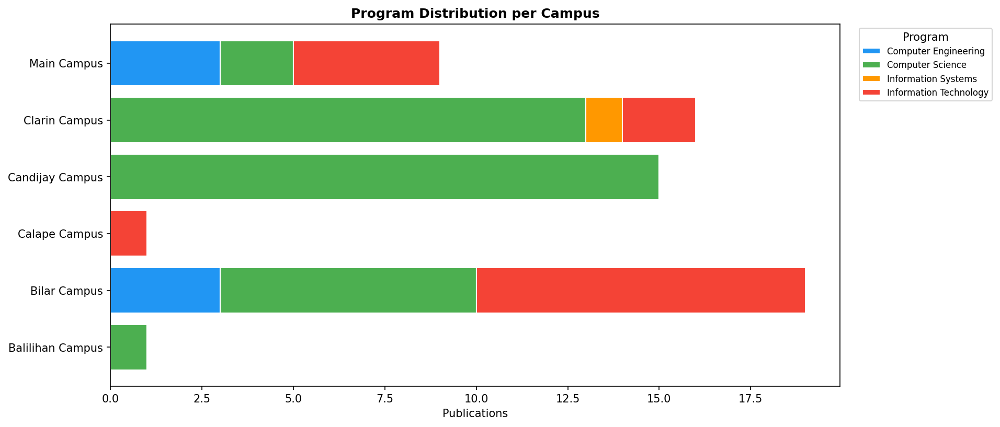 Program Distribution per Campus
Program
Computer Engineering
Computer Science
Information Systems
Information Technology
Main Campus
Clarin Campus
Candijay Campus
Calape Campus
Bilar Campus
Balilihan Campus
0.0 2.5 5.0 7.5 10.0 12.5 15.0 17.5
Publications